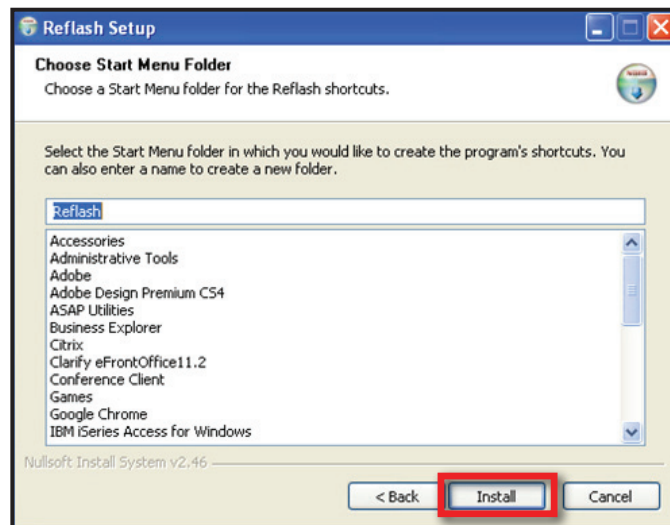 Reflash Setup
Choose Start Menu Folder
Choose a Start Menu folder for the Reflash shortcuts.
Select the Start Menu folder in which you would like to create the program's shortcuts. You
can also enter a name to create a new folder.
Reflash
Accessories
Administrative Tools
Adobe
Adobe Design Premium CS4
ASAP Utilities
Business Explorer
Citrix
Clarify eFrontOffice11.2
Conference Client
Games
Google Chrome
IBM iSeries Access for Windows
Nullsoft Install System v2.46
< Back Install Cancel